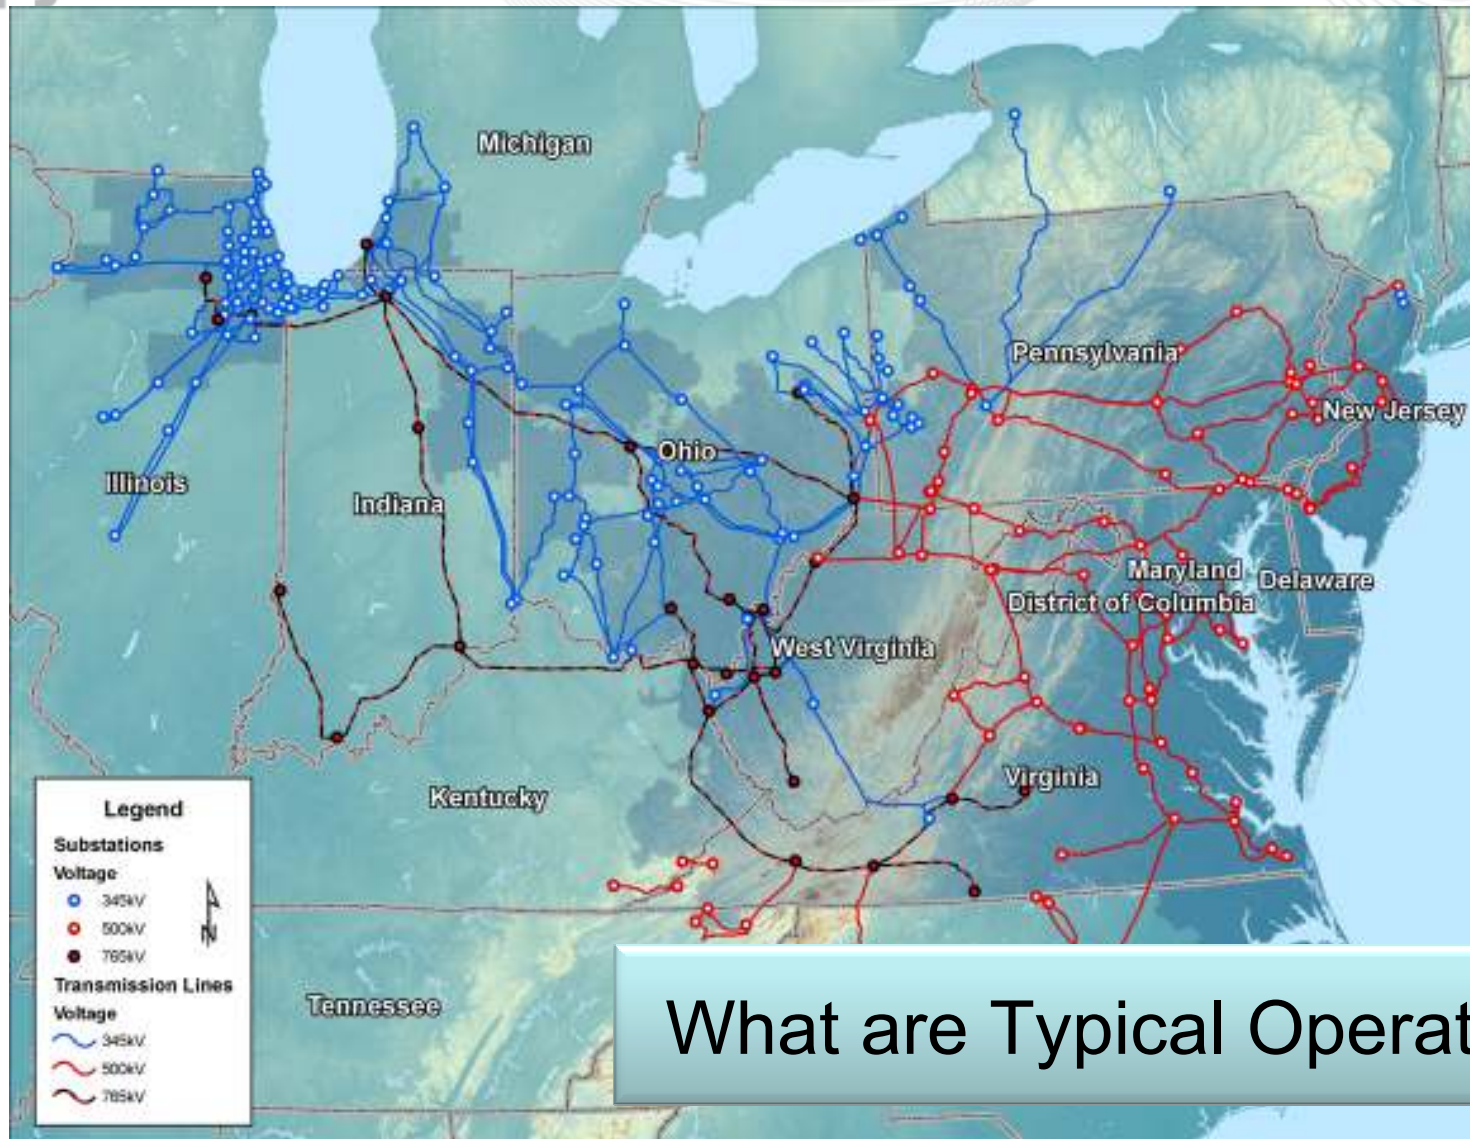 Michigan
Pennsylvania
New Jersey
Ohio
Illinois
Indiana
Maryland
Delaware
District of Columbia
West Virginia
Virginia
Kentucky
Legend
Substations
Voltage
345kV
500kV
765kV
N
Transmission Lines
Voltage
345kV
500kV
765kV
Tennessee
What are Typical Operat